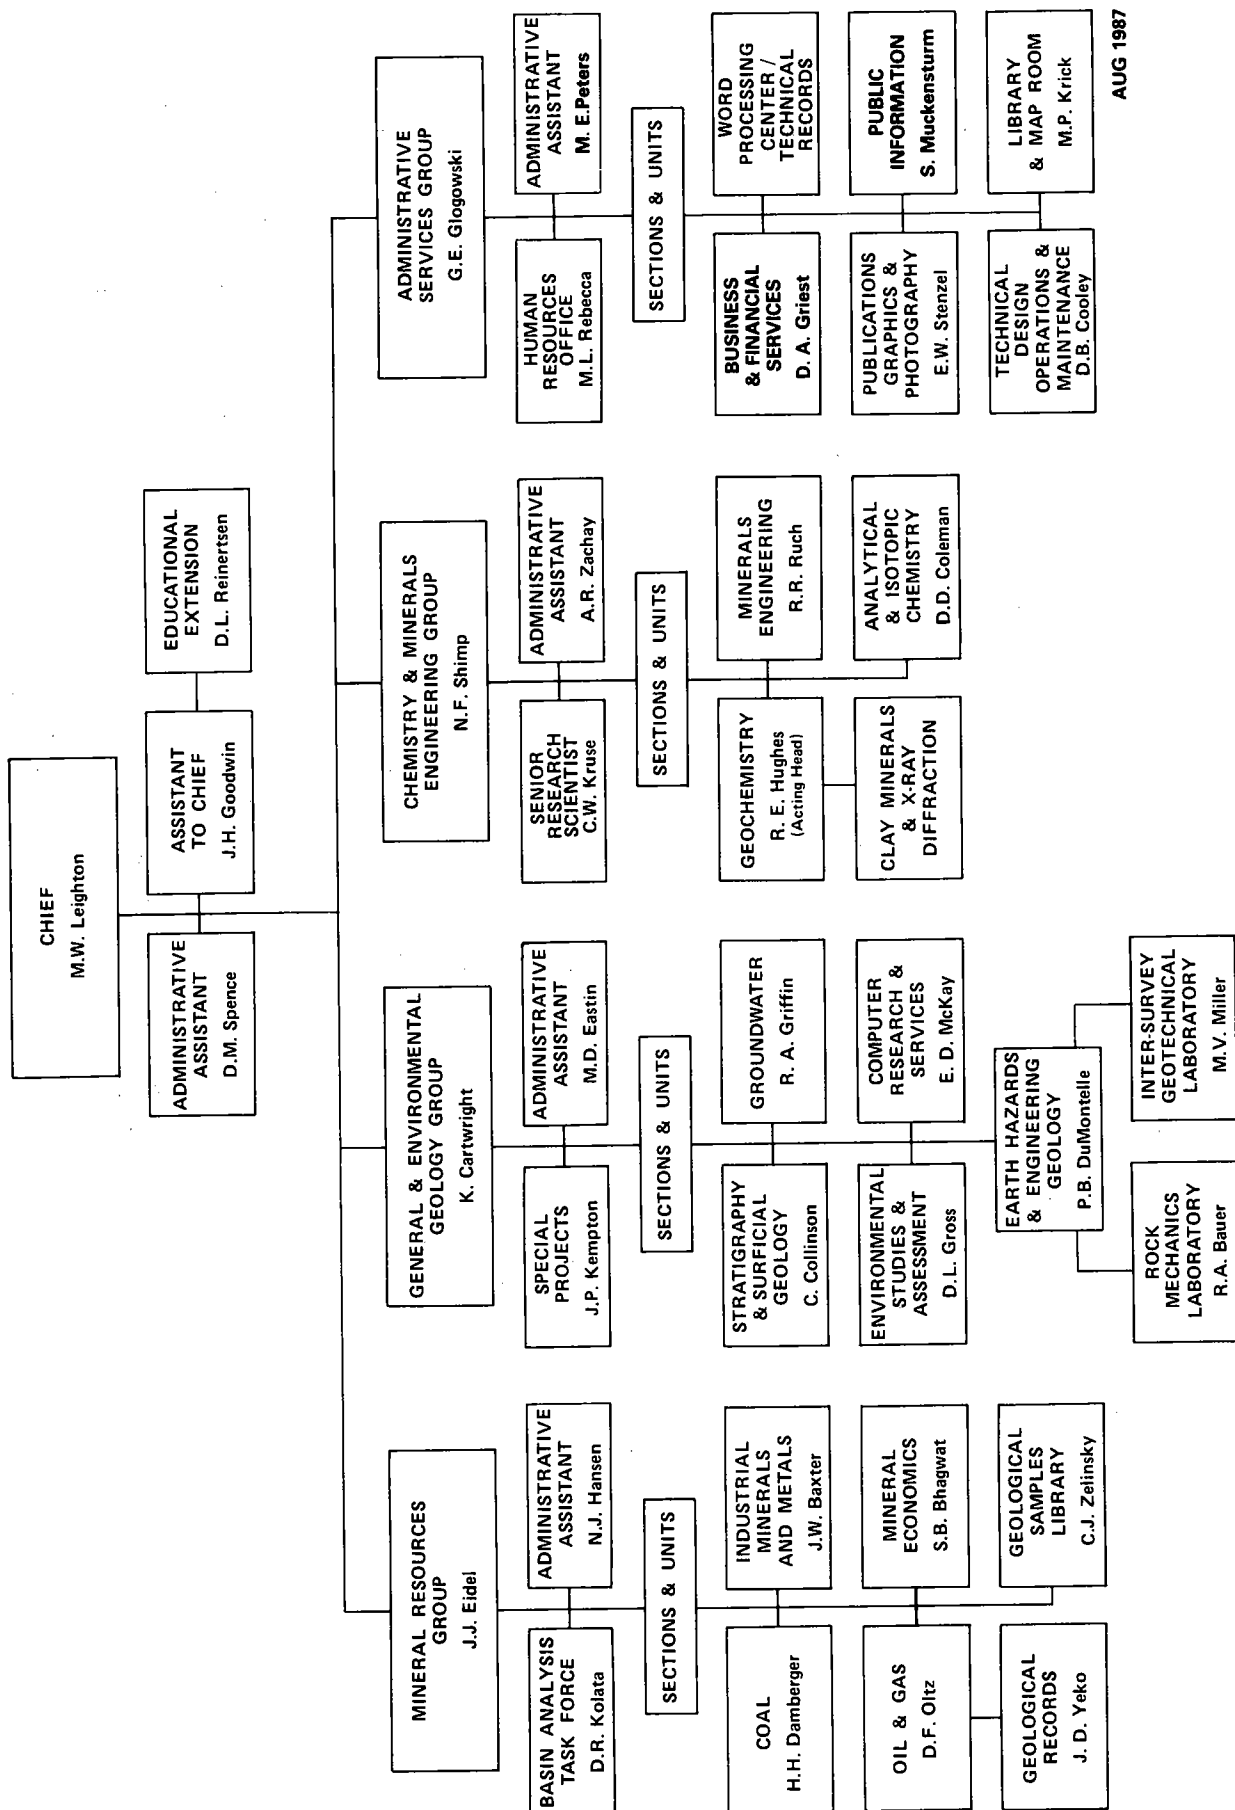 CHIEF
M.W. Leighton
ADMINISTRATIVE
ASSISTANT
D.M. Spence
ASSISTANT
TO CHIEF
J.H. Goodwin
EDUCATIONAL
EXTENSION
D.L. Reinertsen
MINERAL RESOURCES
GROUP
J.J. Eidel
BASIN ANALYSIS
TASK FORCE
D.R. Kolata
ADMINISTRATIVE
ASSISTANT
N.J. Hansen
SECTIONS & UNITS
COAL
H.H. Damberger
INDUSTRIAL
MINERALS
AND METALS
J.W. Baxter
OIL & GAS
D.F. Oltz
MINERAL
ECONOMICS
S.B. Bhagwat
GEOLOGICAL
RECORDS
J. D. Yeko
GEOLOGICAL
SAMPLES
LIBRARY
C.J. Zelinsky
GENERAL & ENVIRONMENTAL
GEOLOGY GROUP
K. Cartwright
SPECIAL
PROJECTS
J.P. Kempton
ADMINISTRATIVE
ASSISTANT
M.D. Eastin
SECTIONS & UNITS
STRATIGRAPHY
& SURFICIAL
GEOLOGY
C. Collinson
GROUNDWATER
R. A. Griffin
ENVIRONMENTAL
STUDIES &
ASSESSMENT
D.L. Gross
COMPUTER
RESEARCH &
SERVICES
E. D. McKay
EARTH HAZARDS
& ENGINEERING
GEOLOGY
P.B. DuMontelle
ROCK
MECHANICS
LABORATORY
R.A. Bauer
INTER-SURVEY
GEOTECHNICAL
LABORATORY
M.V. Miller
CHEMISTRY & MINERALS
ENGINEERING GROUP
N.F. Shimp
SENIOR
RESEARCH
SCIENTIST
C.W. Kruse
ADMINISTRATIVE
ASSISTANT
A.R. Zachay
SECTIONS & UNITS
GEOCHEMISTRY
R. E. Hughes
(Acting Head)
MINERALS
ENGINEERING
R.R. Ruch
CLAY MINERALS
& X-RAY
DIFFRACTION
ANALYTICAL
& ISOTOPIC
CHEMISTRY
D.D. Coleman
ADMINISTRATIVE
SERVICES GROUP
G.E. Glogowski
HUMAN
RESOURCES
OFFICE
M.L. Rebecca
ADMINISTRATIVE
ASSISTANT
M. E.Peters
SECTIONS & UNITS
BUSINESS
& FINANCIAL
SERVICES
D. A. Griest
WORD
PROCESSING
CENTER /
TECHNICAL
RECORDS
PUBLICATIONS
GRAPHICS &
PHOTOGRAPHY
E.W. Stenzel
PUBLIC
INFORMATION
S. Muckensturm
TECHNICAL
DESIGN
OPERATIONS &
MAINTENANCE
D.B. Cooley
LIBRARY
& MAP ROOM
M.P. Krick
AUG 1987